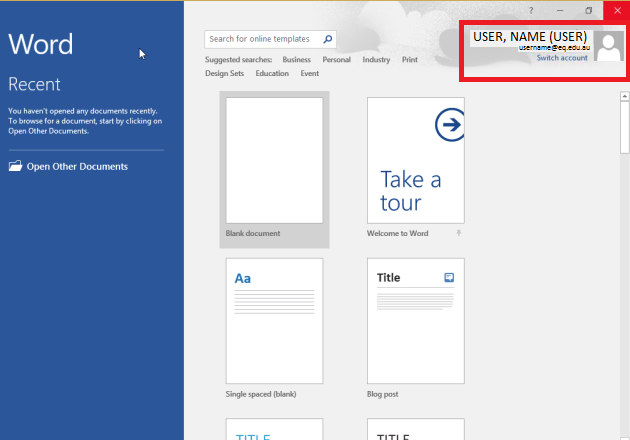 Word
Recent
You haven't opened any documents recently.
To browse for a document, start by clicking on
Open Other Documents.
Open Other Documents
?
Search for online templates
Suggested searches: Business Personal Industry Print
Design Sets Education Event
USER, NAME (USER)
username@eq.edu.au
Switch account
Blank document
Take a
tour
Welcome to Word
Aa
Single spaced (blank)
Title
Blog post
TITLE
TITLE